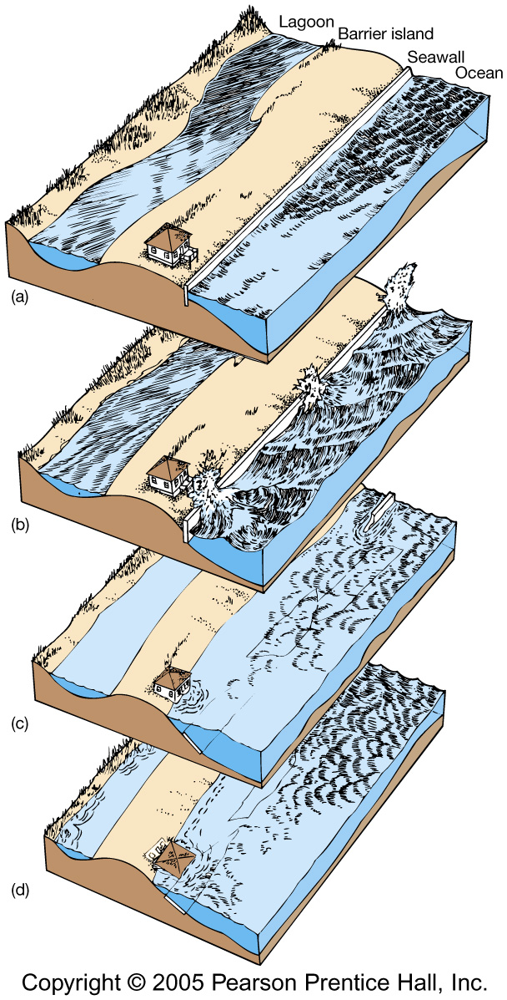 Lagoon
Barrier island
Seawall
Ocean
(a)
(b)
(c)
(d)
Copyright © 2005 Pearson Prentice Hall, Inc.